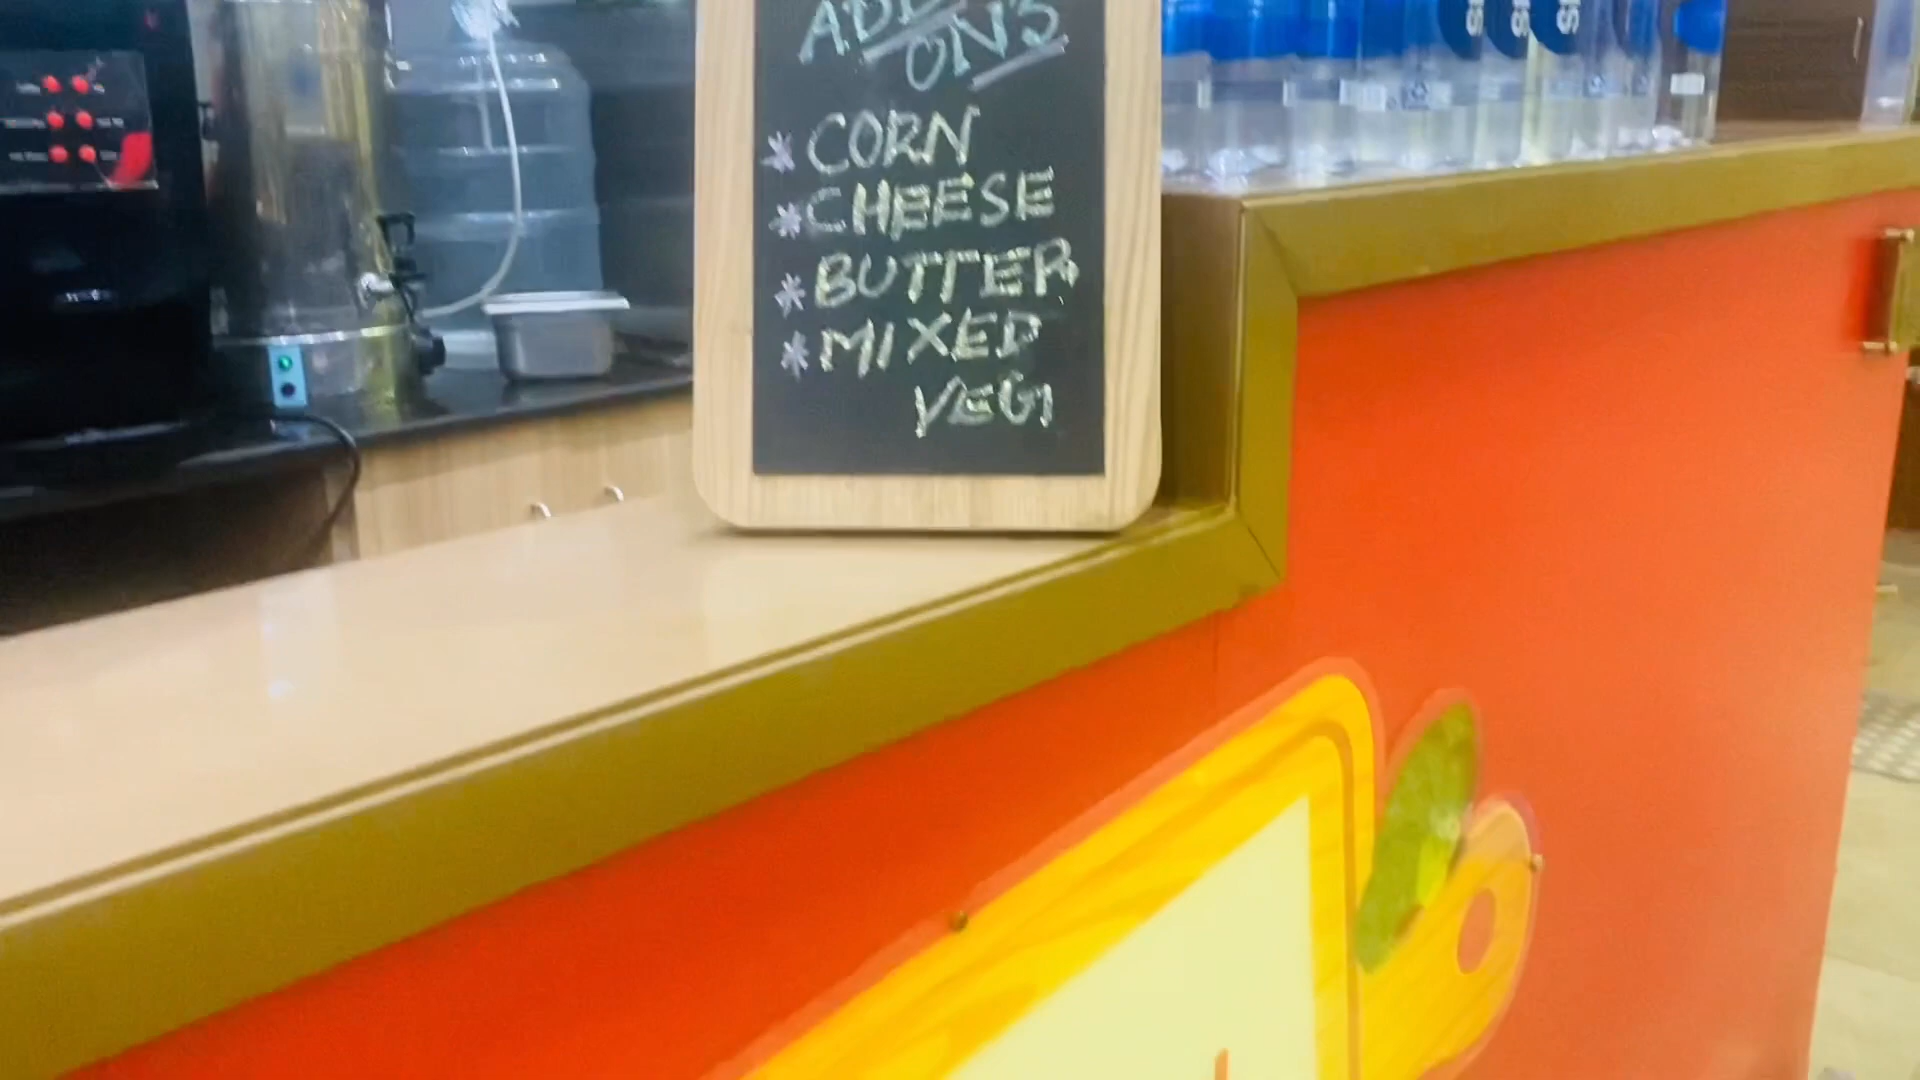 ADD
ON'S
* CORN
* CHEESE
* BUTTER
* MIXED
VEG